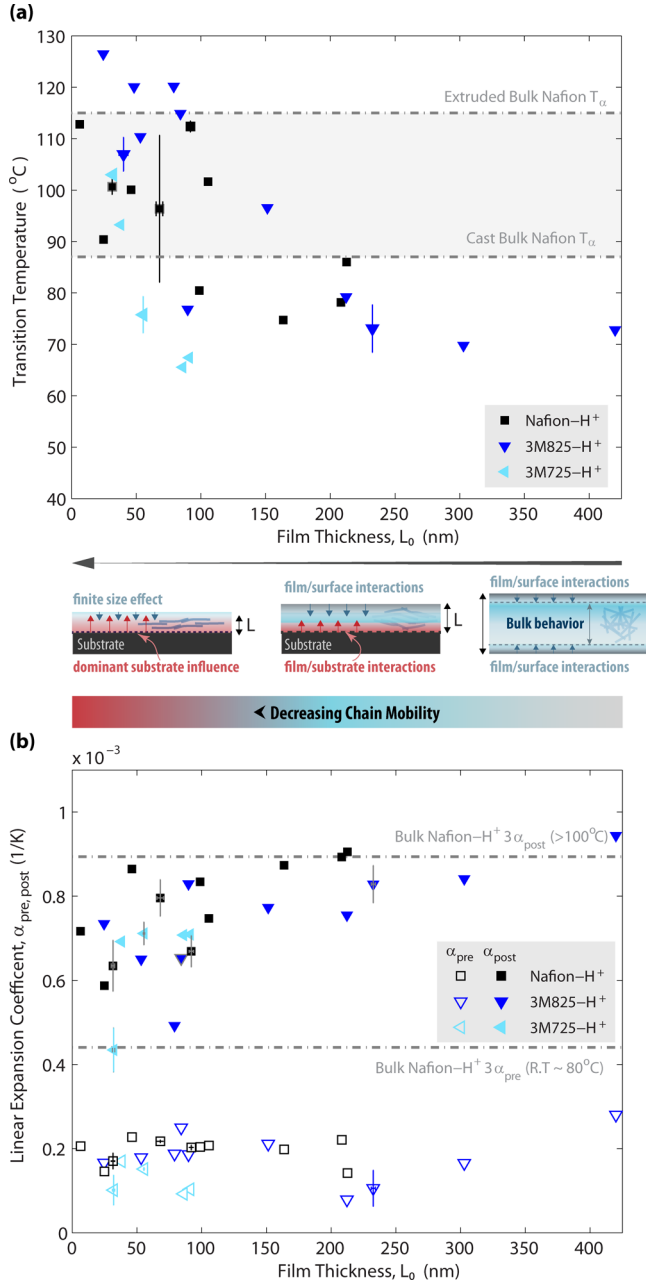 (a)
130
120
110
100
90
80
70
60
50
40
Transition Temperature (°C)
Extruded Bulk Nafion Tα
Cast Bulk Nafion Tα
Nafion–H+
3M825–H+
3M725–H+
0 50 100 150 200 250 300 350 400
Film Thickness, L₀ (nm)
finite size effect
L
Substrate
dominant substrate influence
film/surface interactions
L
Substrate
film/substrate interactions
film/surface interactions
Bulk behavior
film/surface interactions
Decreasing Chain Mobility
(b)
x 10⁻³
1
0.8
0.6
0.4
0.2
0
Linear Expansion Coefficent, αpre,post (1/K)
Bulk Nafion–H+ 3αpost (>100°C)
αpre αpost
Nafion–H+
3M825–H+
3M725–H+
Bulk Nafion–H+ 3αpre (R.T ~ 80°C)
0 50 100 150 200 250 300 350 400
Film Thickness, L₀ (nm)